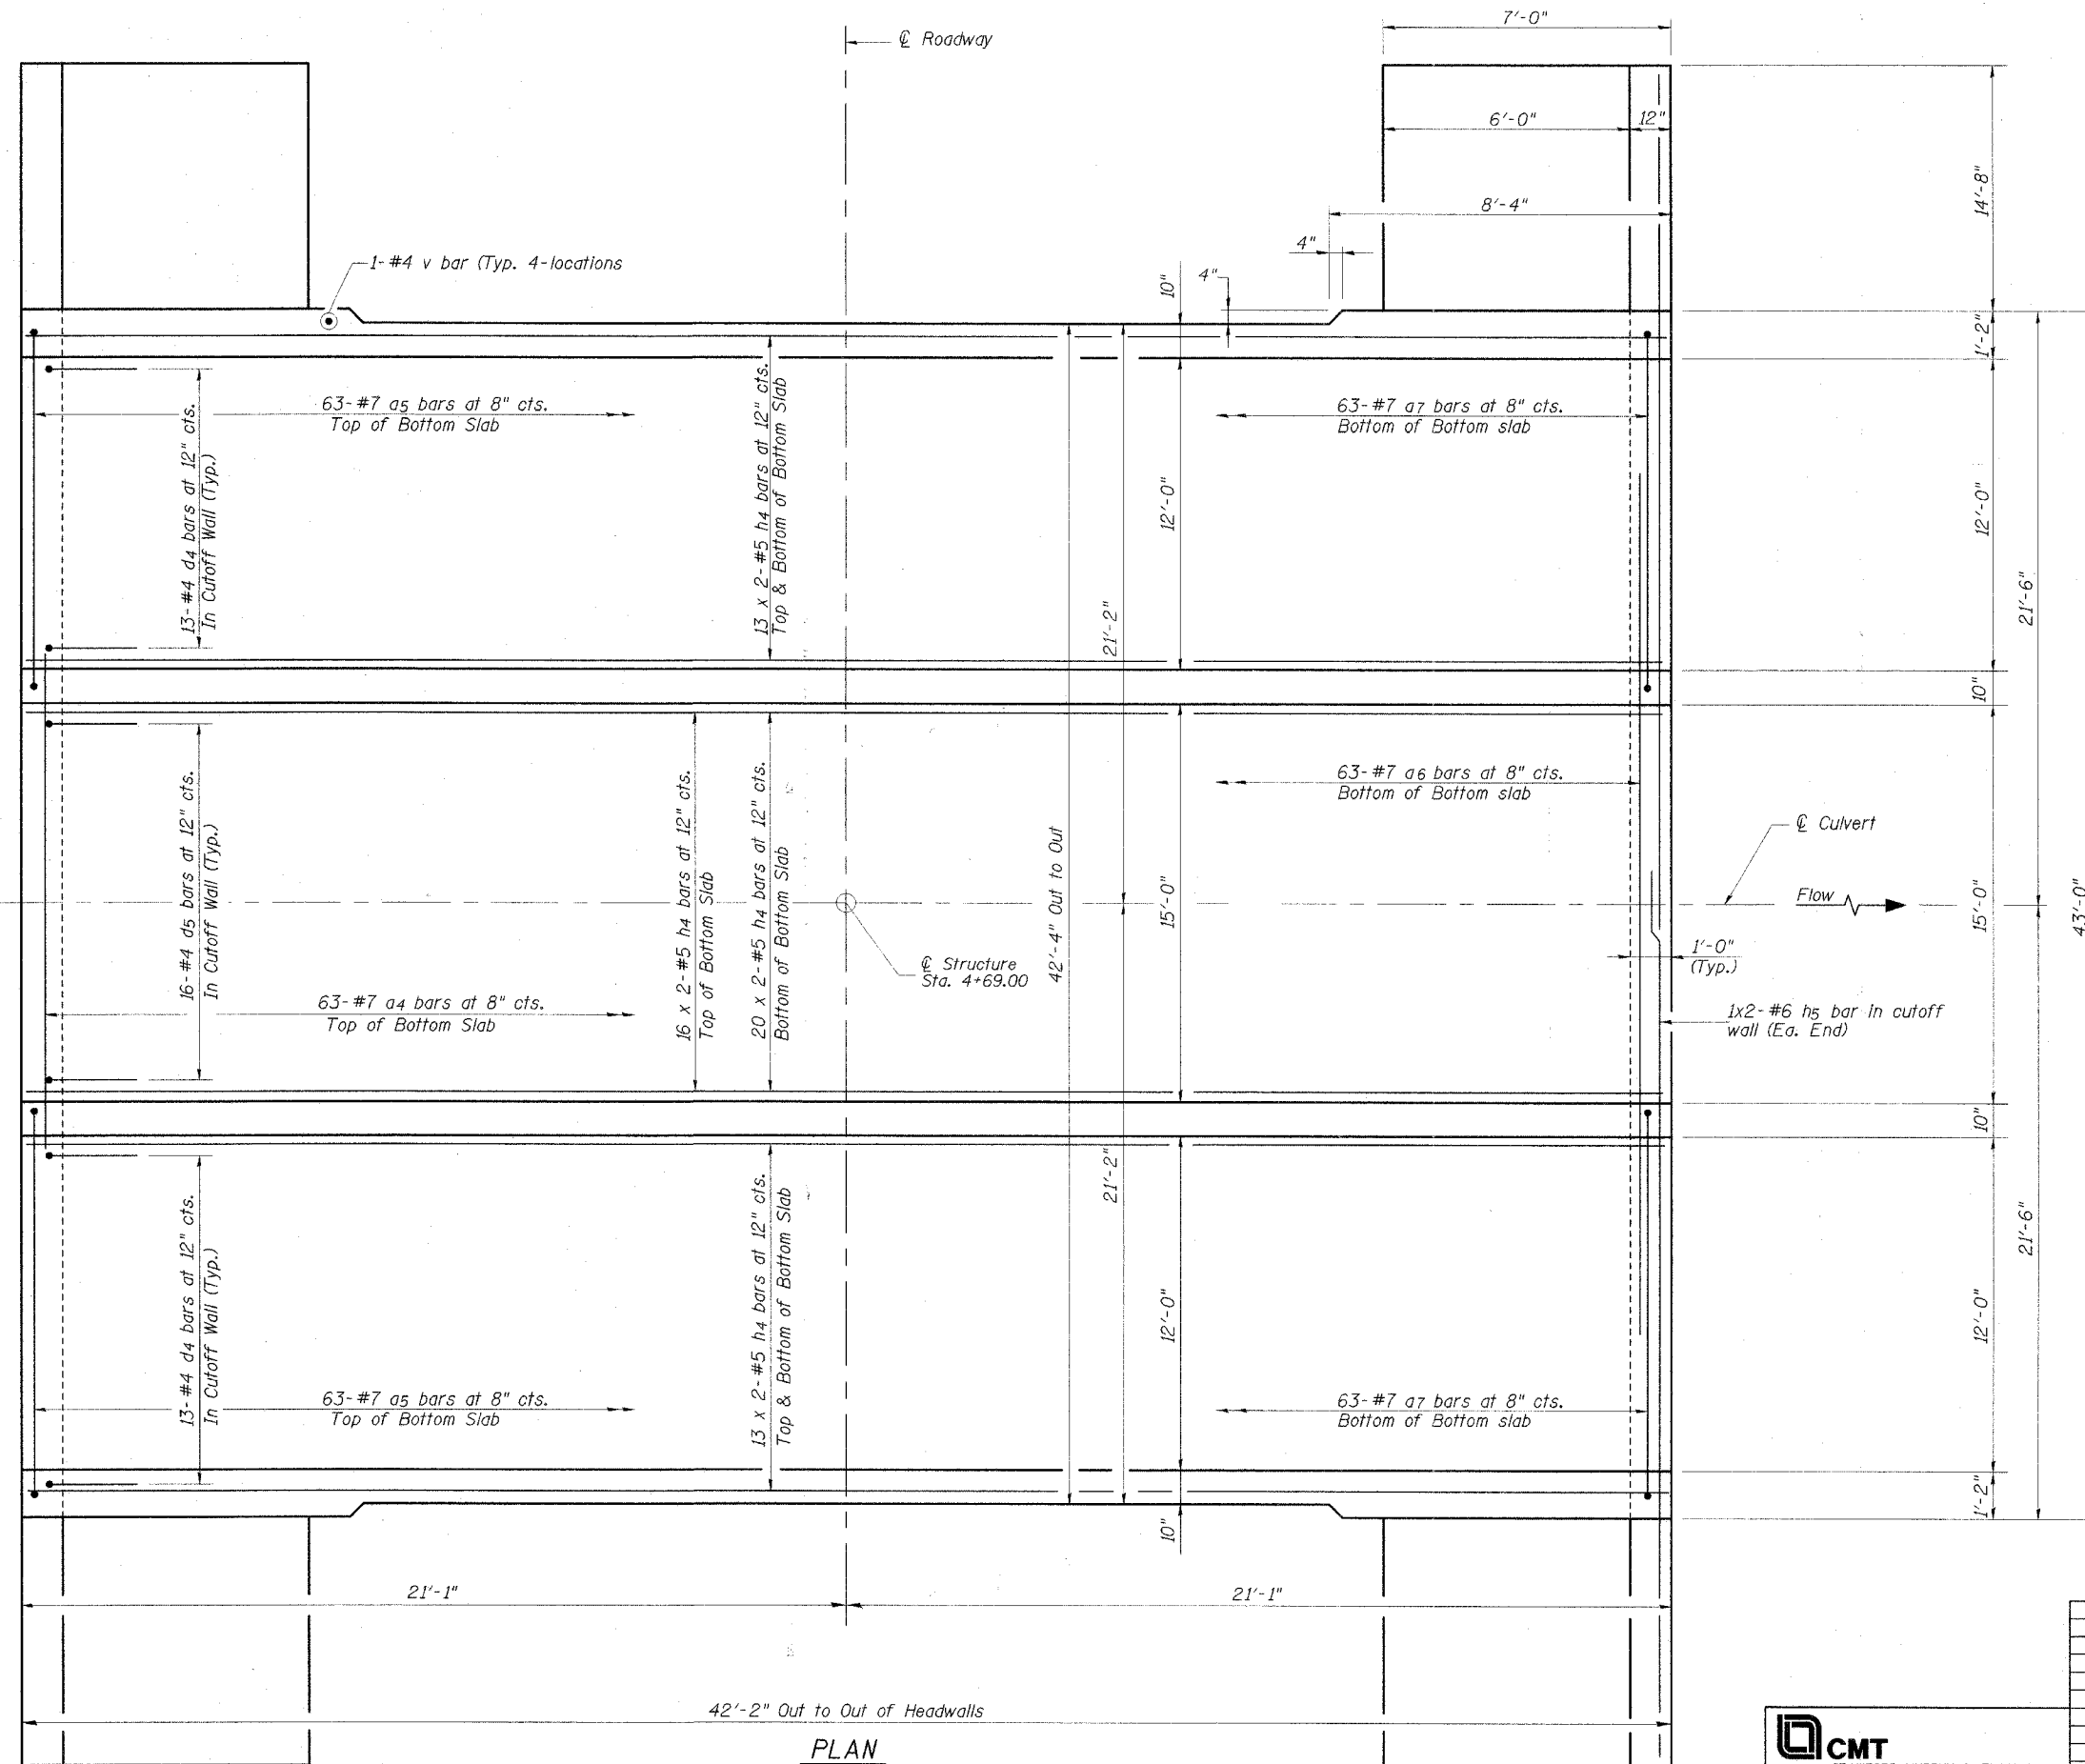 7'-0"
℄ Roadway
6'-0"
12"
14'-8"
8'-4"
4"
1-#4 v bar (Typ. 4-locations
10"
4"
1'-2"
63-#7 a5 bars at 8" cts.
Top of Bottom Slab
63-#7 a7 bars at 8" cts.
Bottom of Bottom slab
13-#4 d4 bars at 12" cts.
In Cutoff Wall (Typ.)
13 x 2-#5 h4 bars at 12" cts.
Top & Bottom of Bottom Slab
12'-0"
12'-0"
21'-2"
21'-6"
10"
63-#7 a6 bars at 8" cts.
Bottom of Bottom slab
16-#4 d5 bars at 12" cts.
In Cutoff Wall (Typ.)
16 x 2-#5 h4 bars at 12" cts.
Top of Bottom Slab
20 x 2-#5 h4 bars at 12" cts.
Bottom of Bottom Slab
42'-4" Out to Out
15'-0"
℄ Culvert
Flow
15'-0"
43'-0"
℄ Structure
Sta. 4+69.00
1'-0"
(Typ.)
63-#7 a4 bars at 8" cts.
Top of Bottom Slab
1x2-#6 h5 bar in cutoff
wall (Ea. End)
10"
21'-2"
21'-6"
13-#4 d4 bars at 12" cts.
In Cutoff Wall (Typ.)
13 x 2-#5 h4 bars at 12" cts.
Top & Bottom of Bottom Slab
12'-0"
12'-0"
63-#7 a5 bars at 8" cts.
Top of Bottom Slab
63-#7 a7 bars at 8" cts.
Bottom of Bottom slab
1'-2"
10"
21'-1"
21'-1"
42'-2" Out to Out of Headwalls
PLAN
CMT